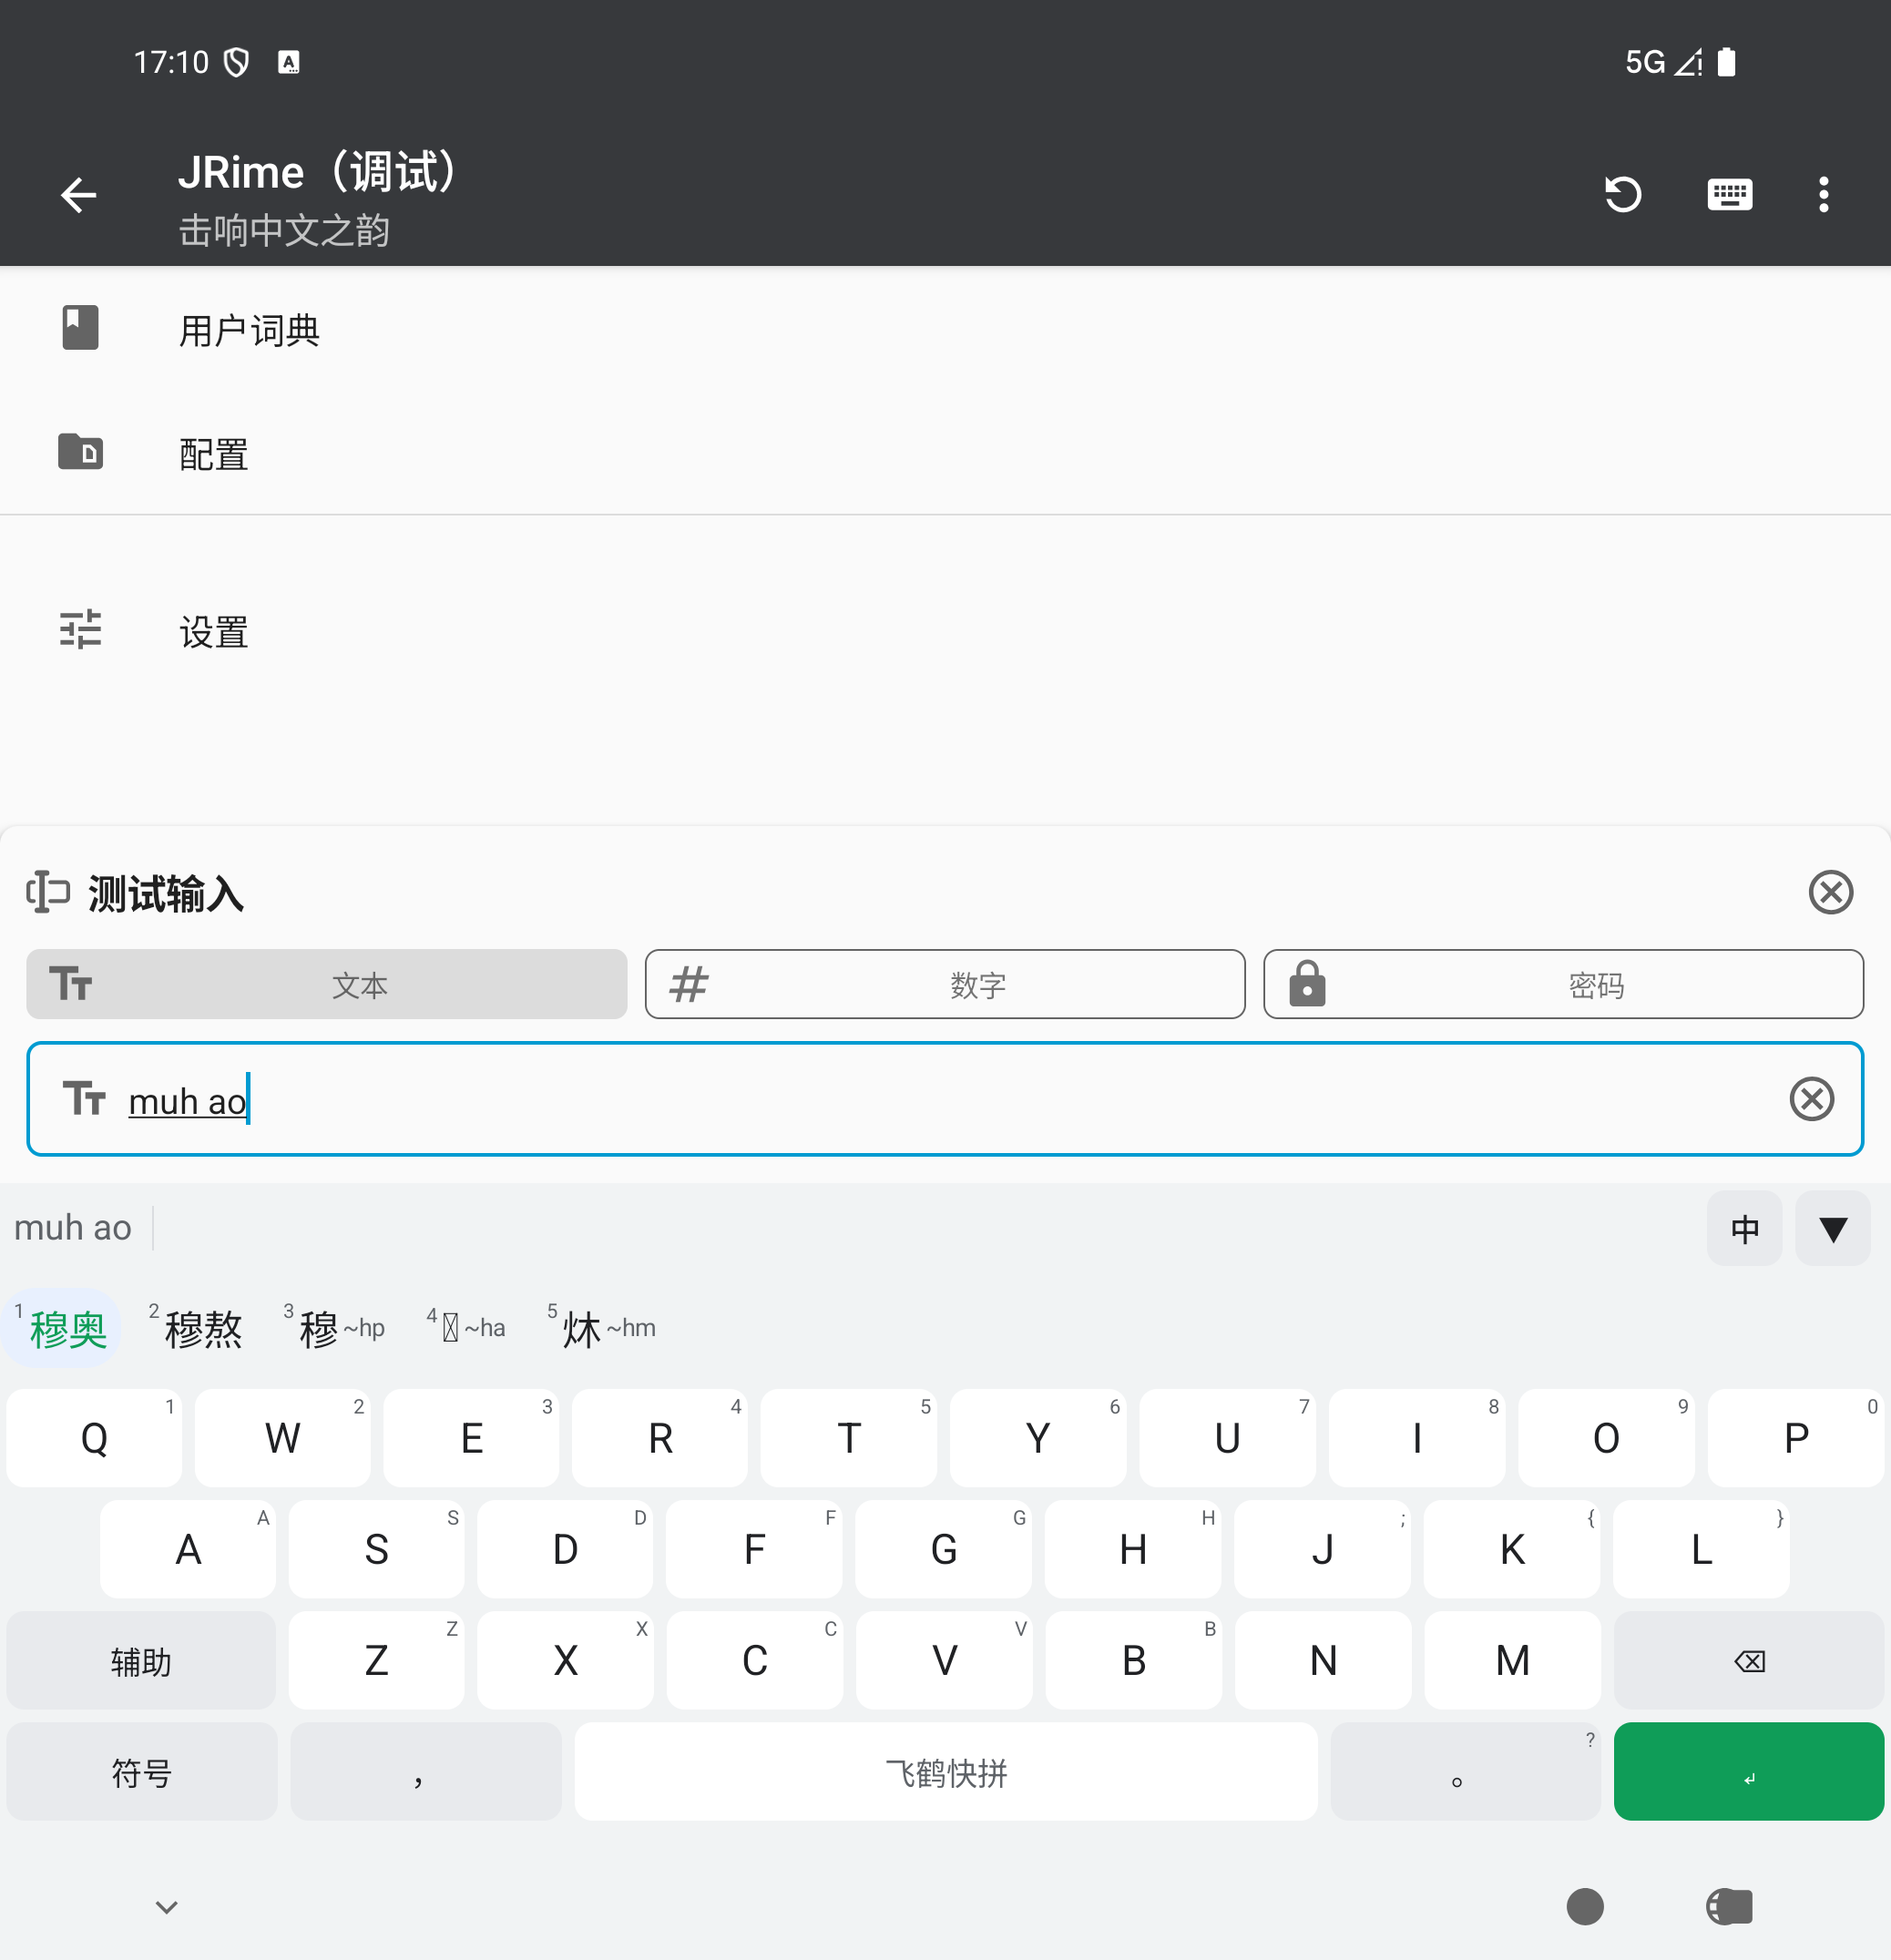 17:10 5G
JRime（调试）
击响中文之韵
用户词典
配置
设置
测试输入
文本 数字 密码
muh ao
muh ao 中
1 穆奥 2 穆熬 3 穆 ~hp 4 ~ha 5 炑 ~hm
Q 1 W 2 E 3 R 4 T 5 Y 6 U 7 I 8 O 9 P 0
A A S S D D F F G G H H J ; K { L }
辅助 Z Z X X C C V V B B N M
符号 ， 飞鹤快拼 。 ?